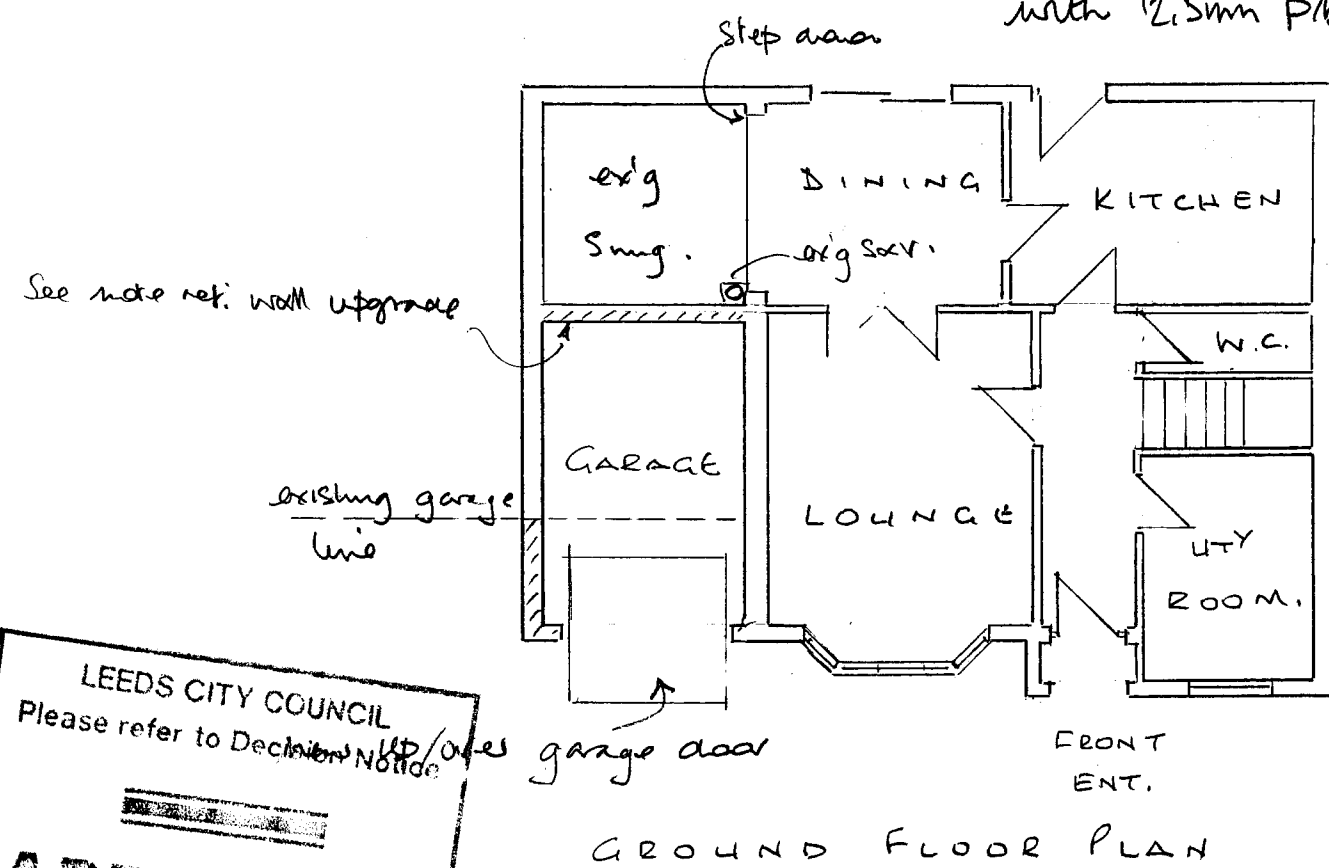 with 12.5mm
Step down
ex'g
Snug.
DINING
KITCHEN
ex'g SVP.
See note ref. wall upgrade
W.C.
GARAGE
existing garage
line
LOUNGE
UTY
ROOM.
LEEDS CITY COUNCIL
Please refer to Decision Notice
up/over garage door
FRONT
ENT.
GROUND FLOOR PLAN